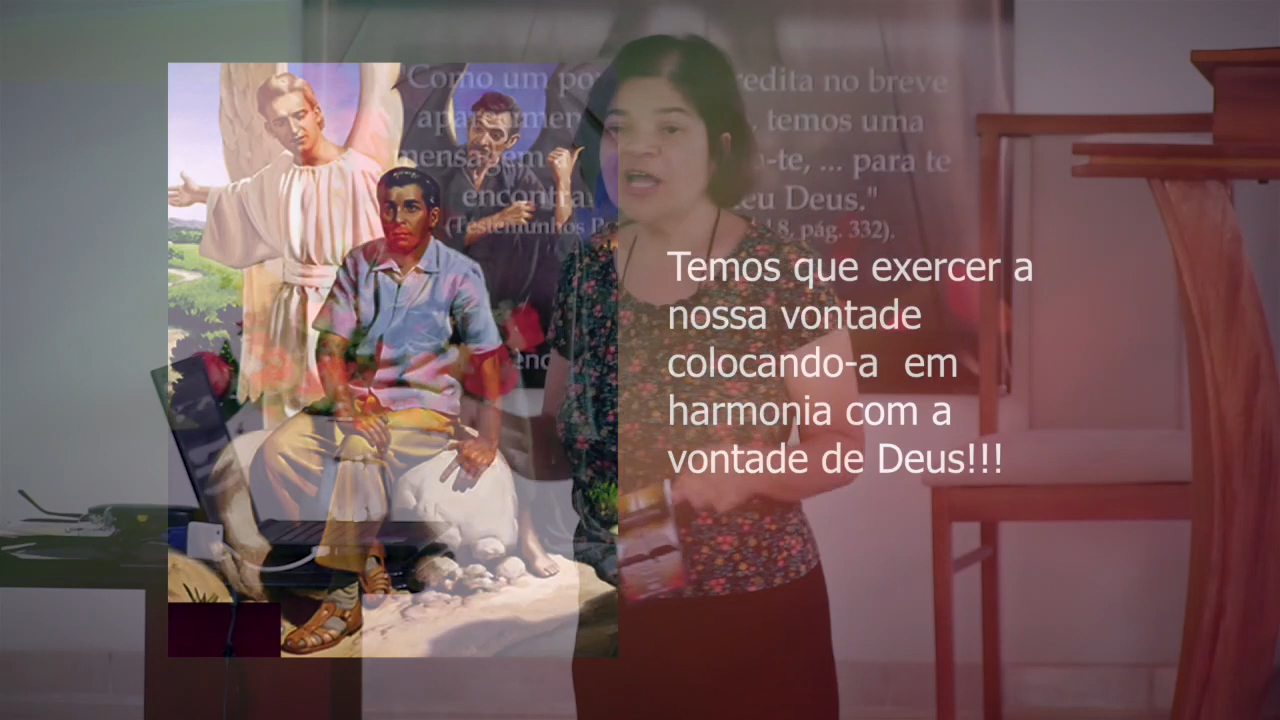 "Como um po redita no breve
temos uma
mensagem -te, ... para te
encontra eu Deus."
(Testemunhos 8, pág. 332).
Temos que exercer a
nossa vontade
colocando-a em
harmonia com a
vontade de Deus!!!